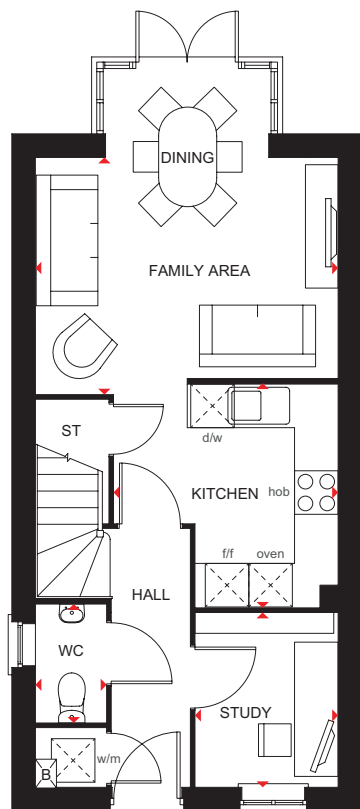 DINING
FAMILY AREA
ST
d/w
KITCHEN
hob
f/f oven
HALL
WC
STUDY
w/m
B